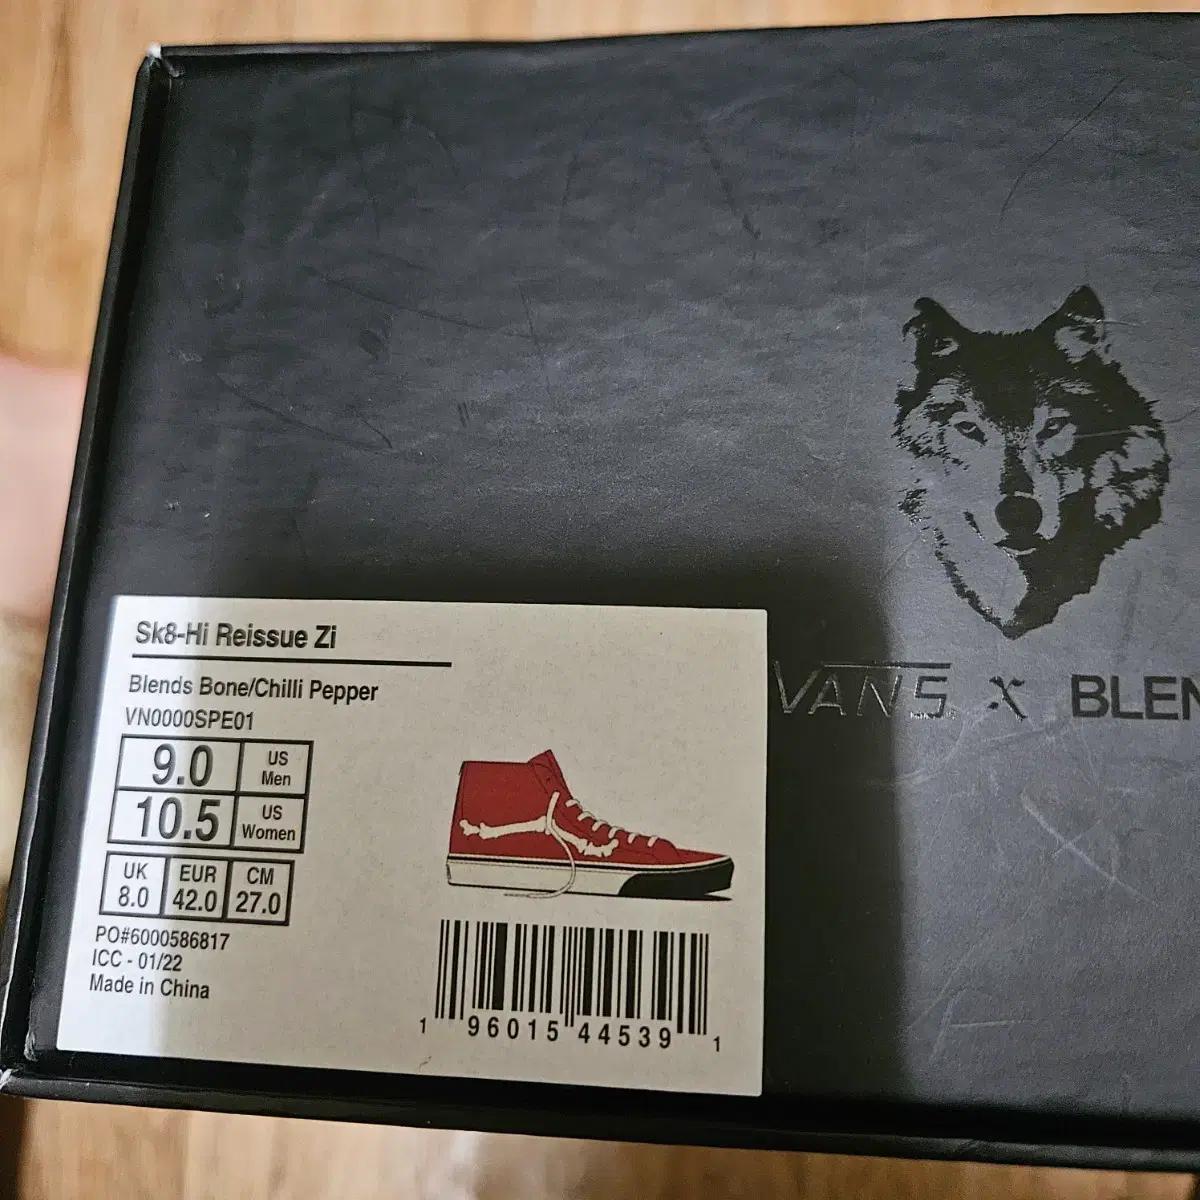 Sk8-Hi Reissue Zi
Blends Bone/Chilli Pepper
VN0000SPE01
9.0 US Men
10.5 US Women
UK EUR CM
8.0 42.0 27.0
PO#6000586817
ICC - 01/22
Made in China
1 96015 44539 1
VANS x BLEN